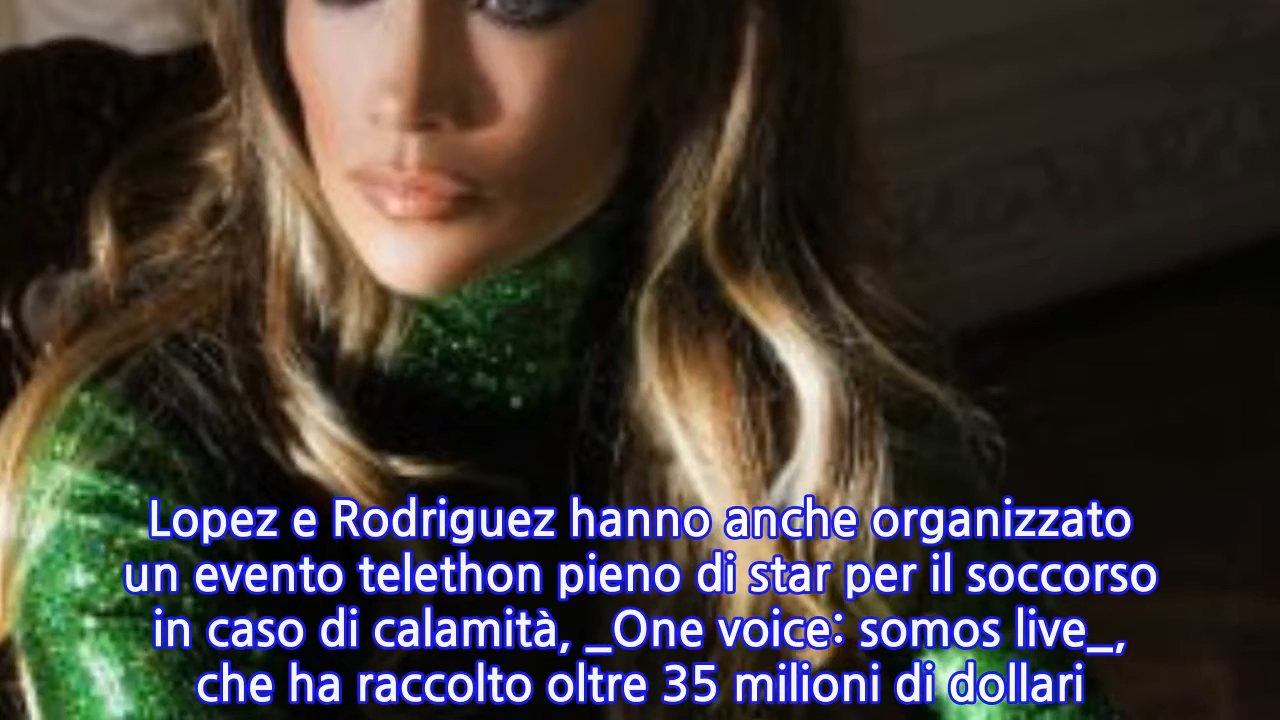 Lopez e Rodriguez hanno anche organizzato
un evento telethon pieno di star per il soccorso
in caso di calamità, _One voice: somos live_,
che ha raccolto oltre 35 milioni di dollari